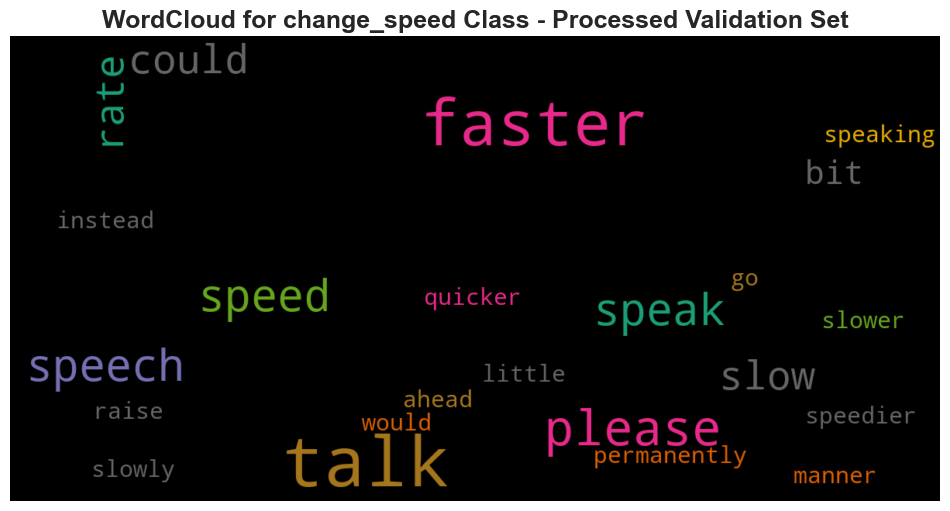 WordCloud for change_speed Class - Processed Validation Set
could
rate
faster
speaking
bit
instead
go
speed
quicker
speak
slower
speech
little
slow
ahead
raise
speedier
would
please
talk
permanently
slowly
manner